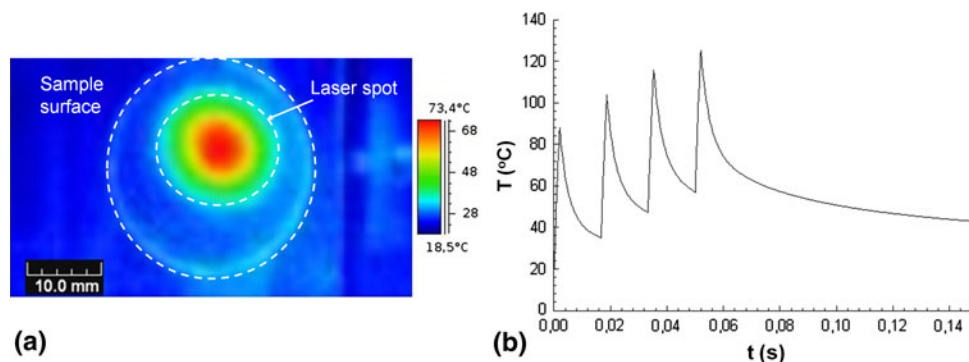 Sample
surface
Laser spot
73,4°C
68
48
28
18,5°C
10.0 mm
(a)
T (°C)
140
120
100
80
60
40
20
0
0,00
0,02
0,04
0,06
0,08
0,10
0,12
0,14
t (s)
(b)